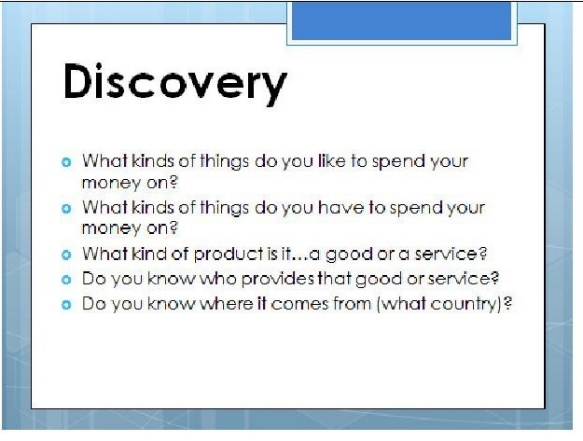 Discovery
What kinds of things do you like to spend your
money on?
What kinds of things do you have to spend your
money on?
What kind of product is it...a good or a service?
Do you know who provides that good or service?
Do you know where it comes from (what country)?